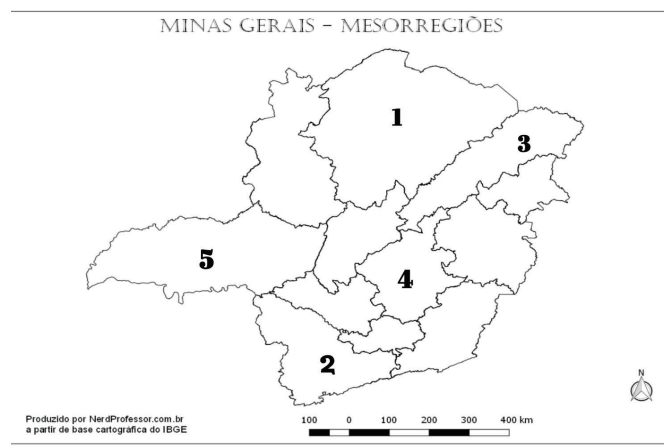 MINAS GERAIS – MESORREGIÕES
1
3
5
4
2
N
Produzido por NerdProfessor.com.br
a partir de base cartográfica do IBGE
100 0 100 200 300 400 km